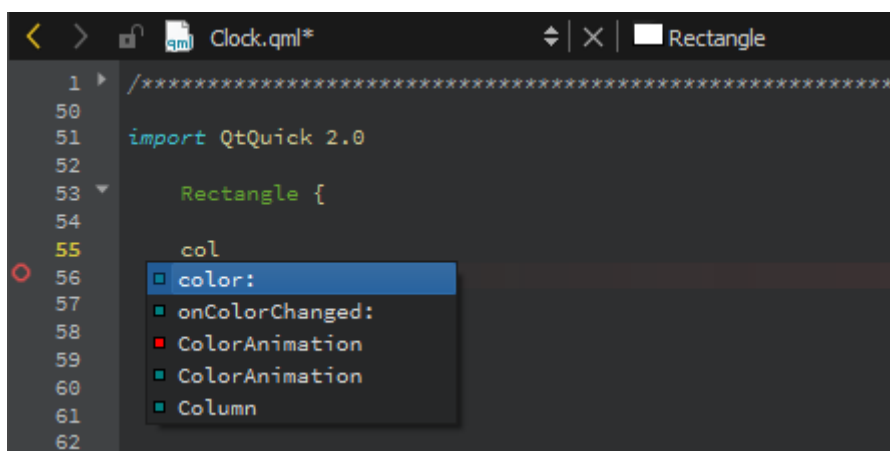 qml Clock.qml* Rectangle
1 /*********************************************************
50
51 import QtQuick 2.0
52
53 Rectangle {
54
55 col
56 color:
57 onColorChanged:
58 ColorAnimation
59 ColorAnimation
60 Column
61
62